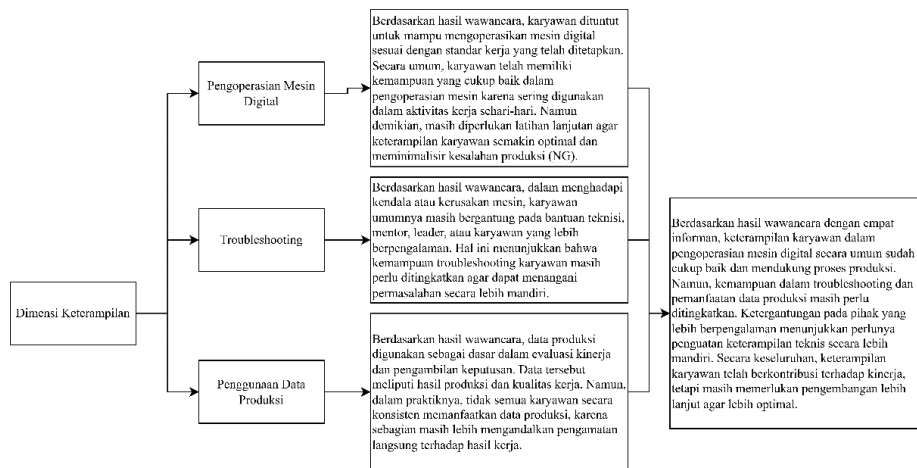 Dimensi Keterampilan
Pengoperasian Mesin
Digital
Berdasarkan hasil wawancara, karyawan dituntut
untuk mampu mengoperasikan mesin digital
sesuai dengan standar kerja yang telah ditetapkan.
Secara umum, karyawan telah memiliki
kemampuan yang cukup baik dalam
pengoperasian mesin karena sering digunakan
dalam aktivitas kerja sehari-hari. Namun
demikian, masih diperlukan latihan lanjutan agar
keterampilan karyawan semakin optimal dan
meminimalisir kesalahan produksi (NG).
Troubleshooting
Berdasarkan hasil wawancara, dalam menghadapi
kendala atau kerusakan mesin, karyawan
umumnya masih bergantung pada bantuan teknisi,
mentor, leader, atau karyawan yang lebih
berpengalaman. Hal ini menunjukkan bahwa
kemampuan troubleshooting karyawan masih
perlu ditingkatkan agar dapat menangani
permasalahan secara lebih mandiri.
Penggunaan Data
Produksi
Berdasarkan hasil wawancara, data produksi
digunakan sebagai dasar dalam evaluasi kinerja
dan pengambilan keputusan. Data tersebut
meliputi hasil produksi dan kualitas kerja. Namun,
dalam praktiknya, tidak semua karyawan secara
konsisten memanfaatkan data produksi, karena
sebagian masih lebih mengandalkan pengamatan
langsung terhadap hasil kerja.
Berdasarkan hasil wawancara dengan empat
informan, keterampilan karyawan dalam
pengoperasian mesin digital secara umum sudah
cukup baik dan mendukung proses produksi.
Namun, kemampuan dalam troubleshooting dan
pemanfaatan data produksi masih perlu
ditingkatkan. Ketergantungan pada pihak yang
lebih berpengalaman menunjukkan perlunya
penguatan keterampilan teknis secara lebih
mandiri. Secara keseluruhan, keterampilan
karyawan telah berkontribusi terhadap kinerja,
tetapi masih memerlukan pengembangan lebih
lanjut agar lebih optimal.